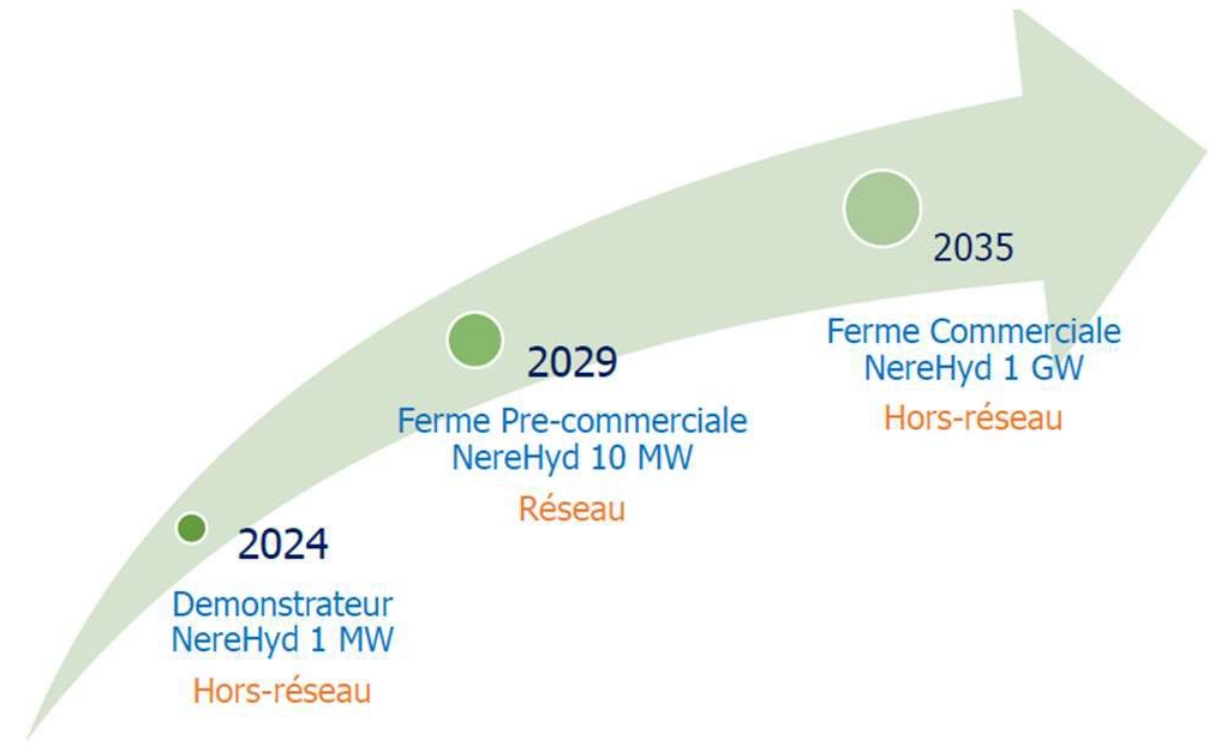 2024
Demonstrateur
NereHyd 1 MW
Hors-réseau
2029
Ferme Pre-commerciale
NereHyd 10 MW
Réseau
2035
Ferme Commerciale
NereHyd 1 GW
Hors-réseau